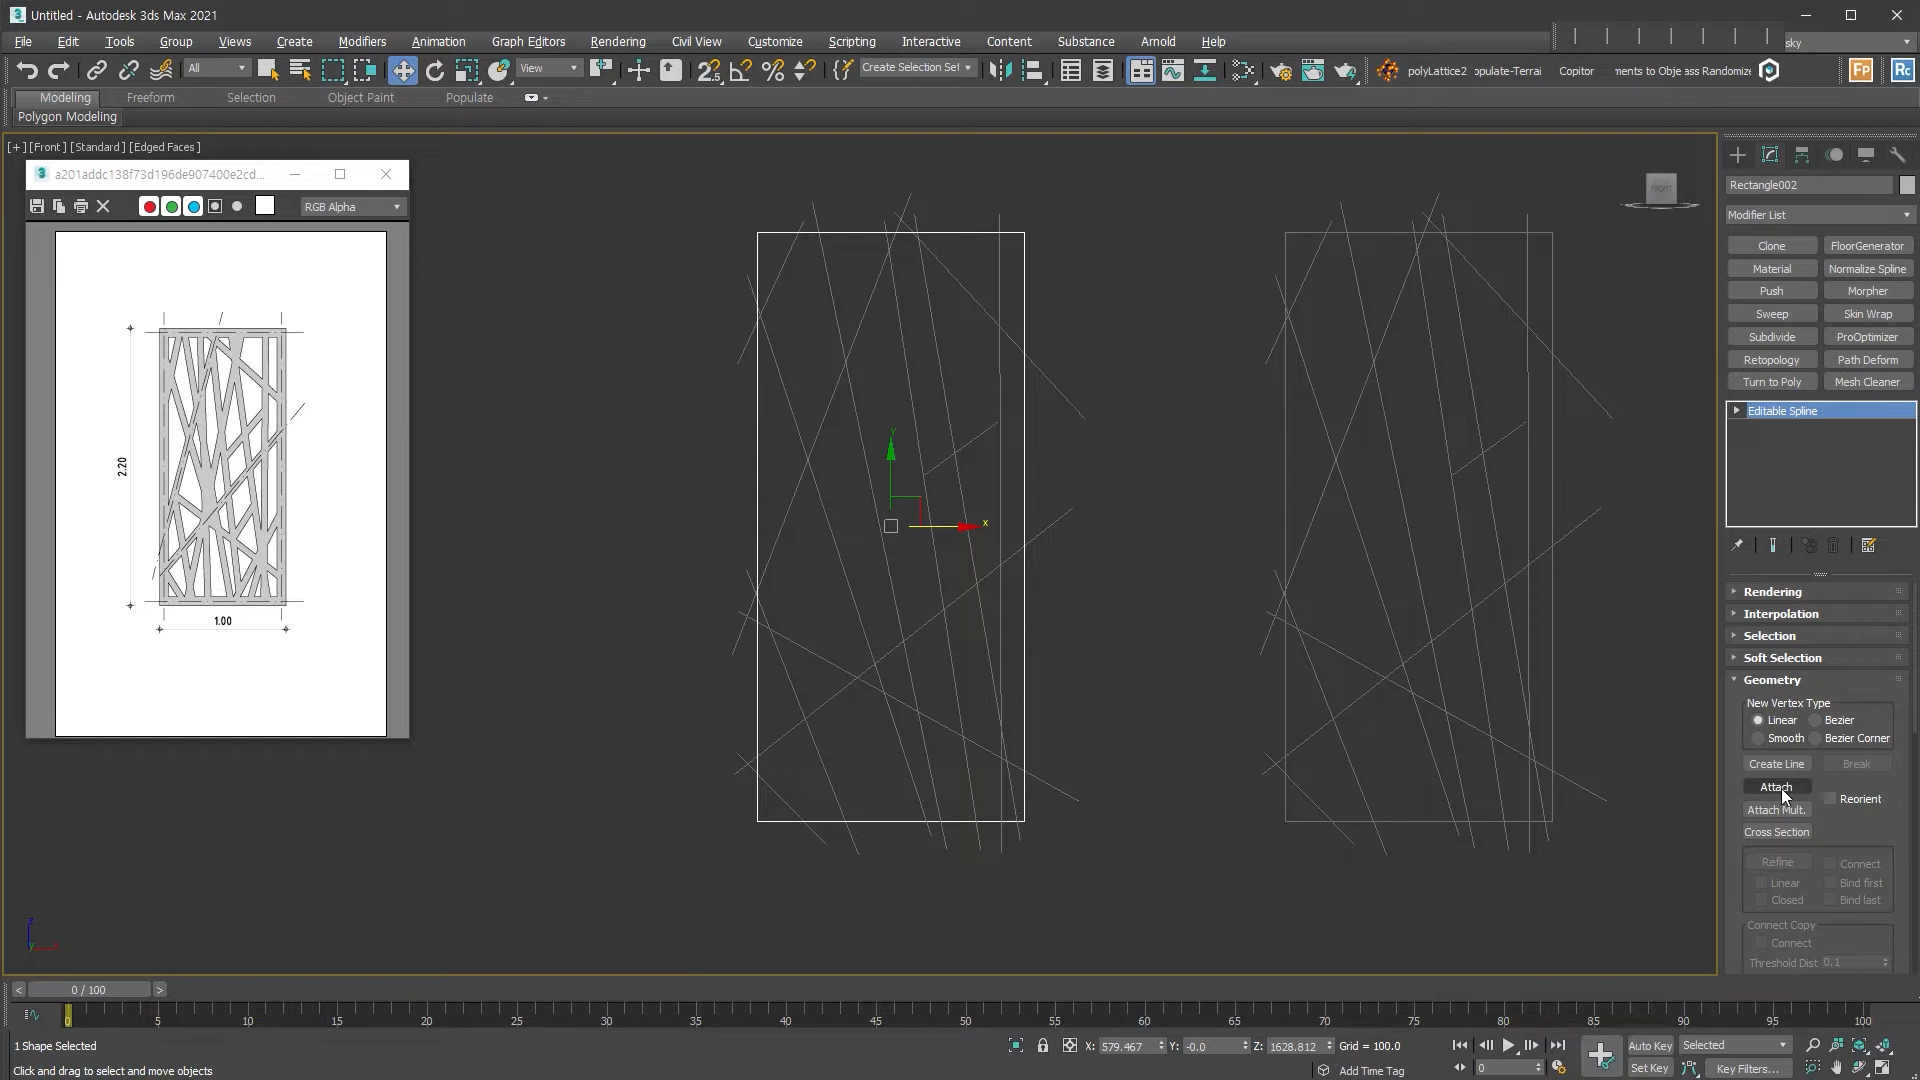 Untitled - Autodesk 3ds Max 2021
File Edit Tools Group Views Create Modifiers Animation Graph Editors Rendering Civil View Customize Scripting Interactive Content Substance Arnold Help
sky
All
View
Create Selection Set
polyLattice2
opulate-Terrai
Copitor
ments to Obje
ass Randomize
Fp
Rc
Modeling Freeform Selection Object Paint Populate
Polygon Modeling
[+] [Front] [Standard] [Edged Faces]
a201addc138f73d196de907400e2cd...
RGB Alpha
2.20
1.00
y
x
FRONT
Rectangle002
Modifier List
Clone FloorGenerator
Material Normalize Spline
Push Morpher
Sweep Skin Wrap
Subdivide ProOptimizer
Retopology Path Deform
Turn to Poly Mesh Cleaner
Editable Spline
Rendering
Interpolation
Selection
Soft Selection
Geometry
New Vertex Type
Linear Bezier
Smooth Bezier Corner
Create Line Break
Attach
Reorient
Attach Mult.
Cross Section
Refine Connect
Linear Bind first
Closed Bind last
Connect Copy
Connect
Threshold Dist 0.1
z
y x
< 0 / 100 >
0 5 10 15 20 25 30 35 40 45 50 55 60 65 70 75 80 85 90 95 100
1 Shape Selected
X: 579.467 Y: -0.0 Z: 1628.812 Grid = 100.0
Auto Key Selected
Click and drag to select and move objects
Add Time Tag
0
Set Key Key Filters...